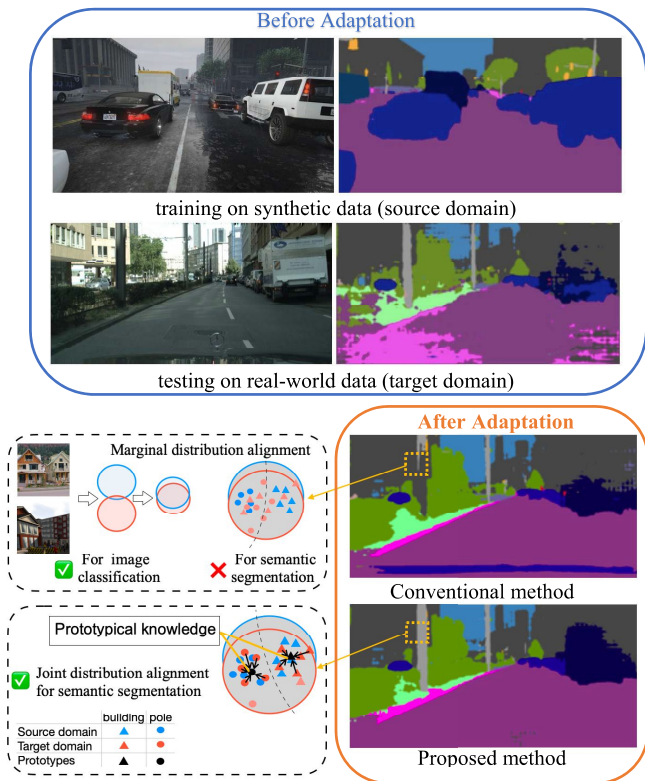 Before Adaptation
training on synthetic data (source domain)
testing on real-world data (target domain)
Marginal distribution alignment
For image
classification
For semantic
segmentation
After Adaptation
Conventional method
Prototypical knowledge
Joint distribution alignment
for semantic segmentation
building pole
Source domain
Target domain
Prototypes
Proposed method